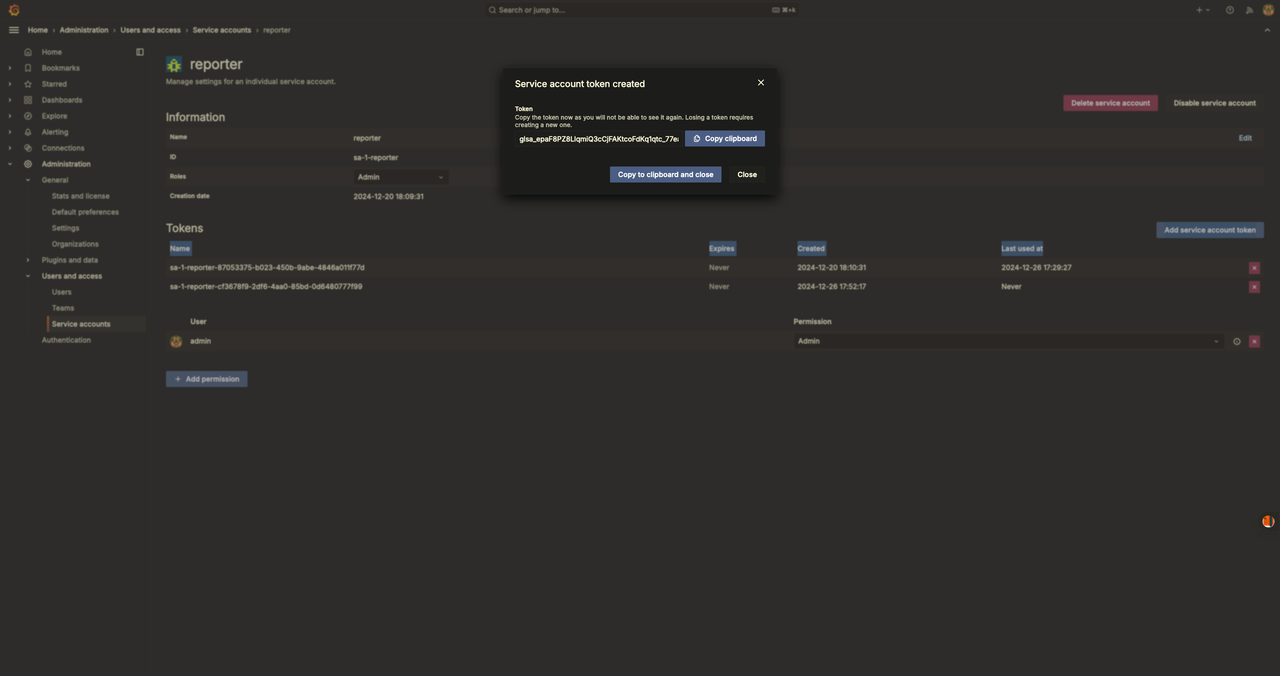 Search or jump to...
⌘+k
Home › Administration › Users and access › Service accounts › reporter
Home
Bookmarks
Starred
Dashboards
Explore
Alerting
Connections
Administration
General
Stats and license
Default preferences
Settings
Organizations
Plugins and data
Users and access
Users
Teams
Service accounts
Authentication
reporter
Manage settings for an individual service account.
Delete service account
Disable service account
Information
Name reporter Edit
ID sa-1-reporter
Roles Admin
Creation date 2024-12-20 18:09:31
Tokens
Add service account token
Name Expires Created Last used at
sa-1-reporter-87053375-b023-450b-9abe-4846a011f77d Never 2024-12-20 18:10:31 2024-12-26 17:29:27
sa-1-reporter-cf3678f9-2df6-4aa0-85bd-0d6480777f99 Never 2024-12-26 17:52:17 Never
User Permission
admin Admin
Add permission
Service account token created
Token
Copy the token now as you will not be able to see it again. Losing a token requires
creating a new one.
Copy clipboard
Copy to clipboard and close
Close